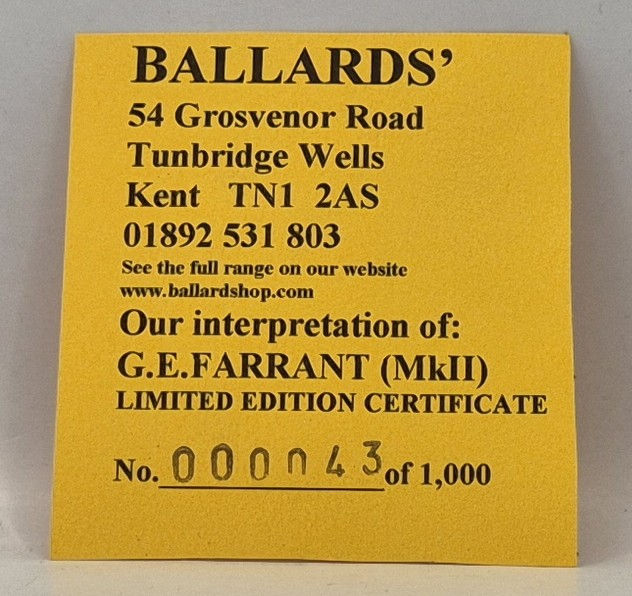 BALLARDS’
54 Grosvenor Road
Tunbridge Wells
Kent TN1 2AS
01892 531 803
See the full range on our website
www.ballardshop.com
Our interpretation of:
G.E.FARRANT (MkII)
LIMITED EDITION CERTIFICATE
No. 000043 of 1,000